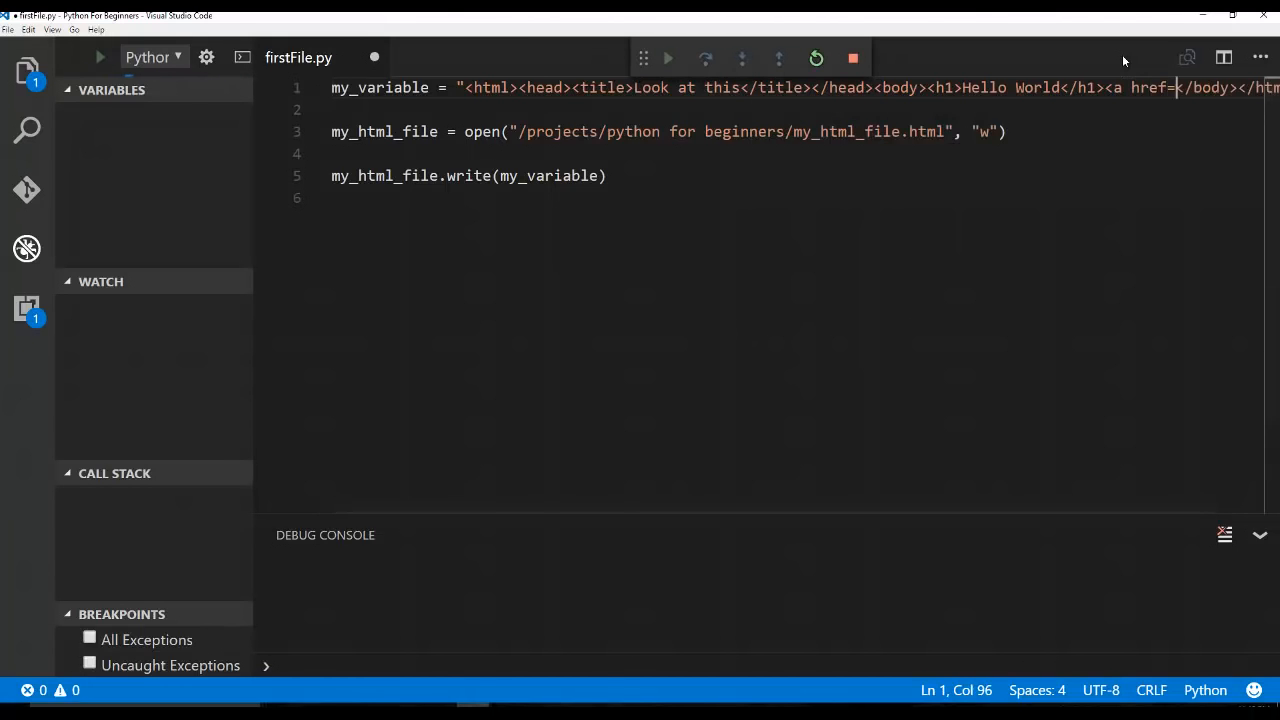 firstFile.py - Python For Beginners - Visual Studio Code
File Edit View Go Help
Python
firstFile.py
1
VARIABLES
1 my_variable = "<html><head><title>Look at this</title></head><body><h1>Hello World</h1><a href=</body></htm
2
3 my_html_file = open("/projects/python for beginners/my_html_file.html", "w")
4
5 my_html_file.write(my_variable)
6
WATCH
1
CALL STACK
DEBUG CONSOLE
BREAKPOINTS
All Exceptions
Uncaught Exceptions
0 0 Ln 1, Col 96 Spaces: 4 UTF-8 CRLF Python